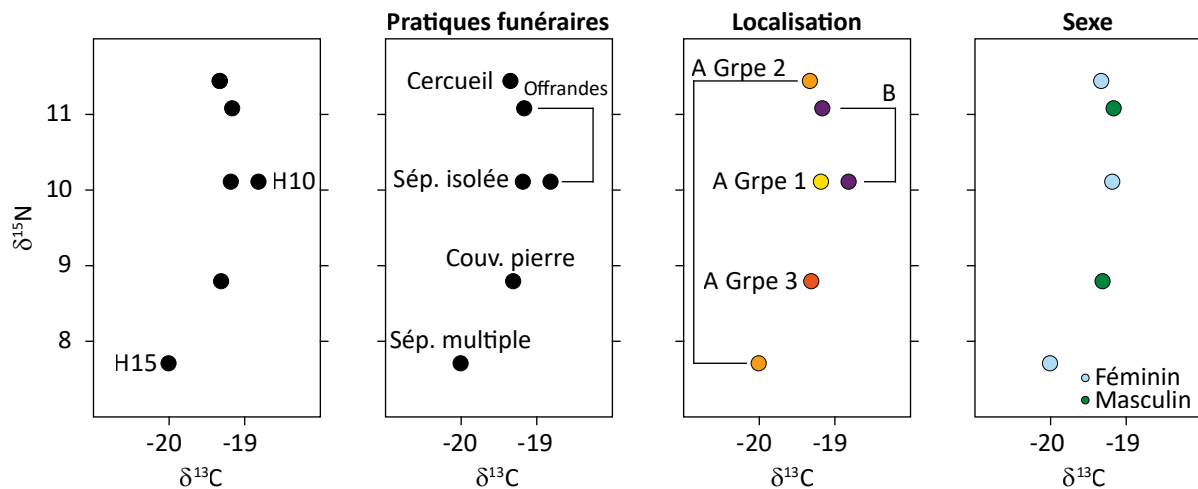 Pratiques funéraires
Localisation
Sexe
δ15N
11
10
9
8
H10
H15
-20
-19
δ13C
Cercueil
Offrandes
Sép. isolée
Couv. pierre
Sép. multiple
-20
-19
δ13C
A Grpe 2
B
A Grpe 1
A Grpe 3
-20
-19
δ13C
Féminin
Masculin
-20
-19
δ13C